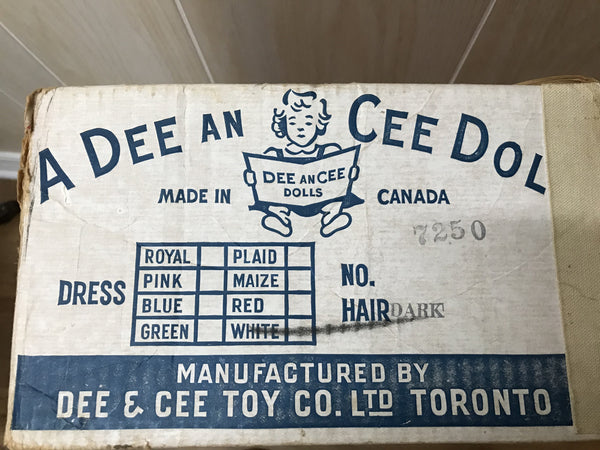 A DEE AN CEE DOL
DEE AN CEE
DOLLS
MADE IN CANADA
7250
DRESS
ROYAL PLAID
PINK MAIZE
BLUE RED
GREEN WHITE
NO.
HAIR DARK
MANUFACTURED BY
DEE & CEE TOY CO. LTD TORONTO